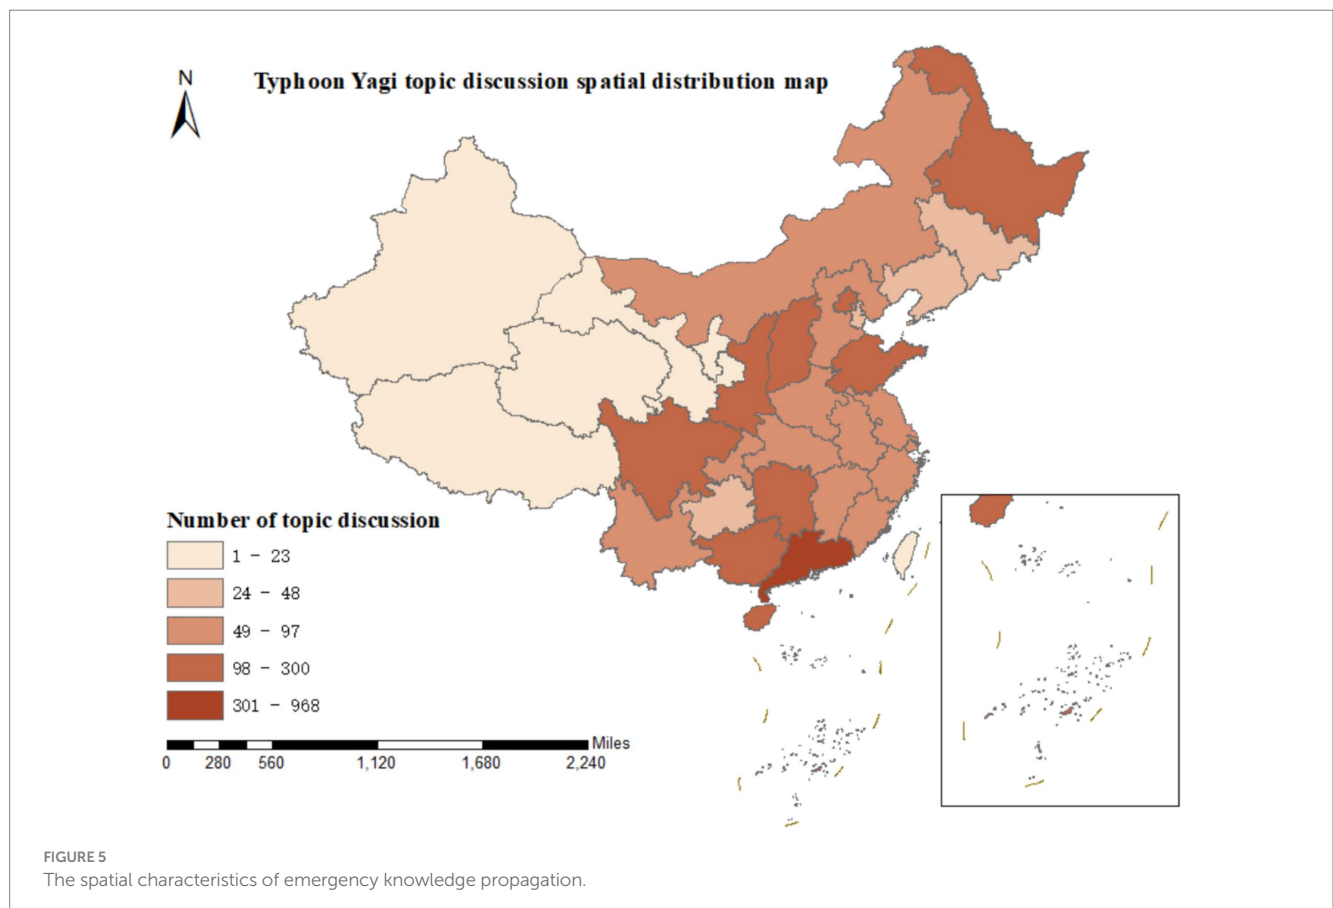 N
Typhoon Yagi topic discussion spatial distribution map
Number of topic discussion
1 - 23
24 - 48
49 - 97
98 - 300
301 - 968
Miles
0 280 560 1,120 1,680 2,240
FIGURE 5
The spatial characteristics of emergency knowledge propagation.